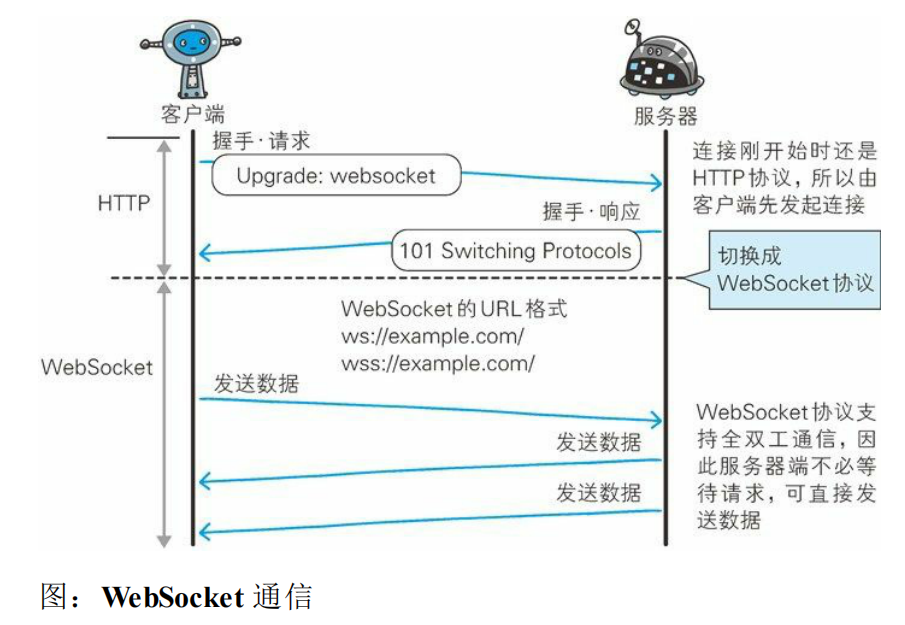 客户端
服务器
握手·请求
Upgrade: websocket
连接刚开始时还是
HTTP协议，所以由
客户端先发起连接
HTTP
握手·响应
101 Switching Protocols
切换成
WebSocket协议
WebSocket的URL格式
ws://example.com/
wss://example.com/
WebSocket
发送数据
WebSocket协议支
持全双工通信，因
此服务器端不必等
待请求，可直接发
送数据
发送数据
发送数据
图：WebSocket 通信